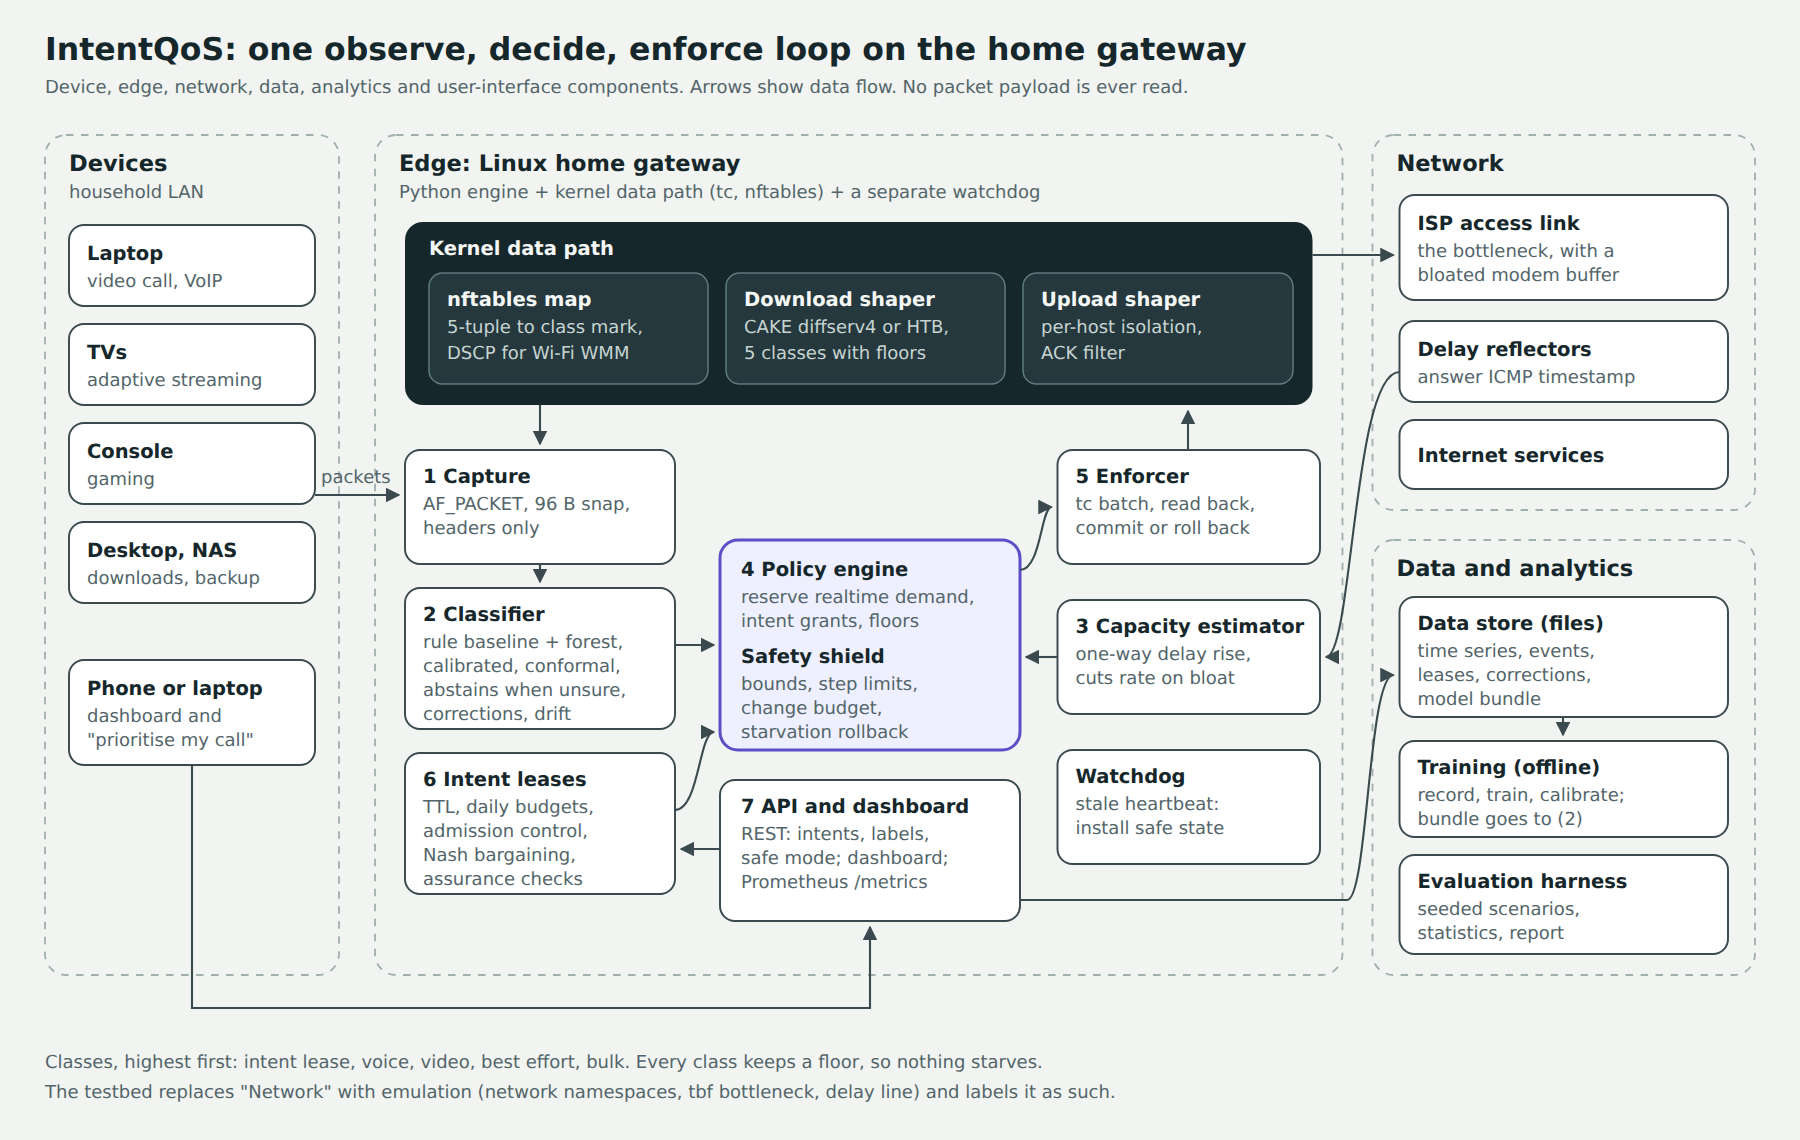 IntentQoS: one observe, decide, enforce loop on the home gateway
Device, edge, network, data, analytics and user-interface components. Arrows show data flow. No packet payload is ever read.
Devices
household LAN
Laptop
video call, VoIP
TVs
adaptive streaming
Console
gaming
packets
Desktop, NAS
downloads, backup
Phone or laptop
dashboard and
"prioritise my call"
Edge: Linux home gateway
Python engine + kernel data path (tc, nftables) + a separate watchdog
Kernel data path
nftables map
5-tuple to class mark,
DSCP for Wi-Fi WMM
Download shaper
CAKE diffserv4 or HTB,
5 classes with floors
Upload shaper
per-host isolation,
ACK filter
1 Capture
AF_PACKET, 96 B snap,
headers only
2 Classifier
rule baseline + forest,
calibrated, conformal,
abstains when unsure,
corrections, drift
6 Intent leases
TTL, daily budgets,
admission control,
Nash bargaining,
assurance checks
4 Policy engine
reserve realtime demand,
intent grants, floors
Safety shield
bounds, step limits,
change budget,
starvation rollback
7 API and dashboard
REST: intents, labels,
safe mode; dashboard;
Prometheus /metrics
5 Enforcer
tc batch, read back,
commit or roll back
3 Capacity estimator
one-way delay rise,
cuts rate on bloat
Watchdog
stale heartbeat:
install safe state
Network
ISP access link
the bottleneck, with a
bloated modem buffer
Delay reflectors
answer ICMP timestamp
Internet services
Data and analytics
Data store (files)
time series, events,
leases, corrections,
model bundle
Training (offline)
record, train, calibrate;
bundle goes to (2)
Evaluation harness
seeded scenarios,
statistics, report
Classes, highest first: intent lease, voice, video, best effort, bulk. Every class keeps a floor, so nothing starves.
The testbed replaces "Network" with emulation (network namespaces, tbf bottleneck, delay line) and labels it as such.